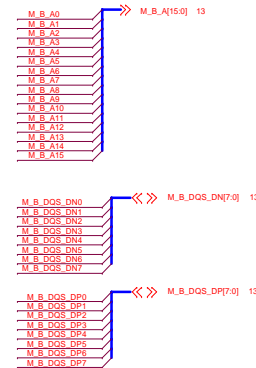 M_B_A0 M_B_A[15:0] 13
M_B_A1
M_B_A2
M_B_A3
M_B_A4
M_B_A5
M_B_A6
M_B_A7
M_B_A8
M_B_A9
M_B_A10
M_B_A11
M_B_A12
M_B_A13
M_B_A14
M_B_A15
M_B_DQS_DN0 M_B_DQS_DN[7:0] 13
M_B_DQS_DN1
M_B_DQS_DN2
M_B_DQS_DN3
M_B_DQS_DN4
M_B_DQS_DN5
M_B_DQS_DN6
M_B_DQS_DN7
M_B_DQS_DP0 M_B_DQS_DP[7:0] 13
M_B_DQS_DP1
M_B_DQS_DP2
M_B_DQS_DP3
M_B_DQS_DP4
M_B_DQS_DP5
M_B_DQS_DP6
M_B_DQS_DP7